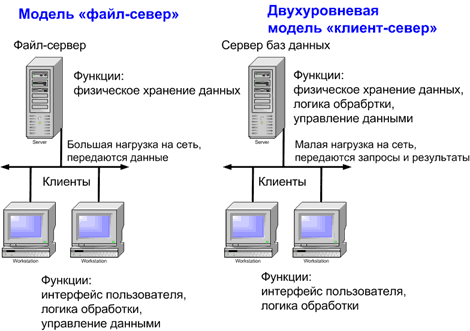 Модель «файл-север»
Файл-сервер
Функции:
физическое хранение данных
Server
Большая нагрузка на сеть,
передаются данные
Клиенты
Workstation
Workstation
Функции:
интерфейс пользователя,
логика обработки,
управление данными
Двухуровневая
модель «клиент-север»
Сервер баз данных
Функции:
физическое хранение данных,
логика обрабртки,
управление данными
Server
Малая нагрузка на сеть,
передаются запросы и результаты
Клиенты
Workstation
Workstation
Функции:
интерфейс пользователя,
логика обработки